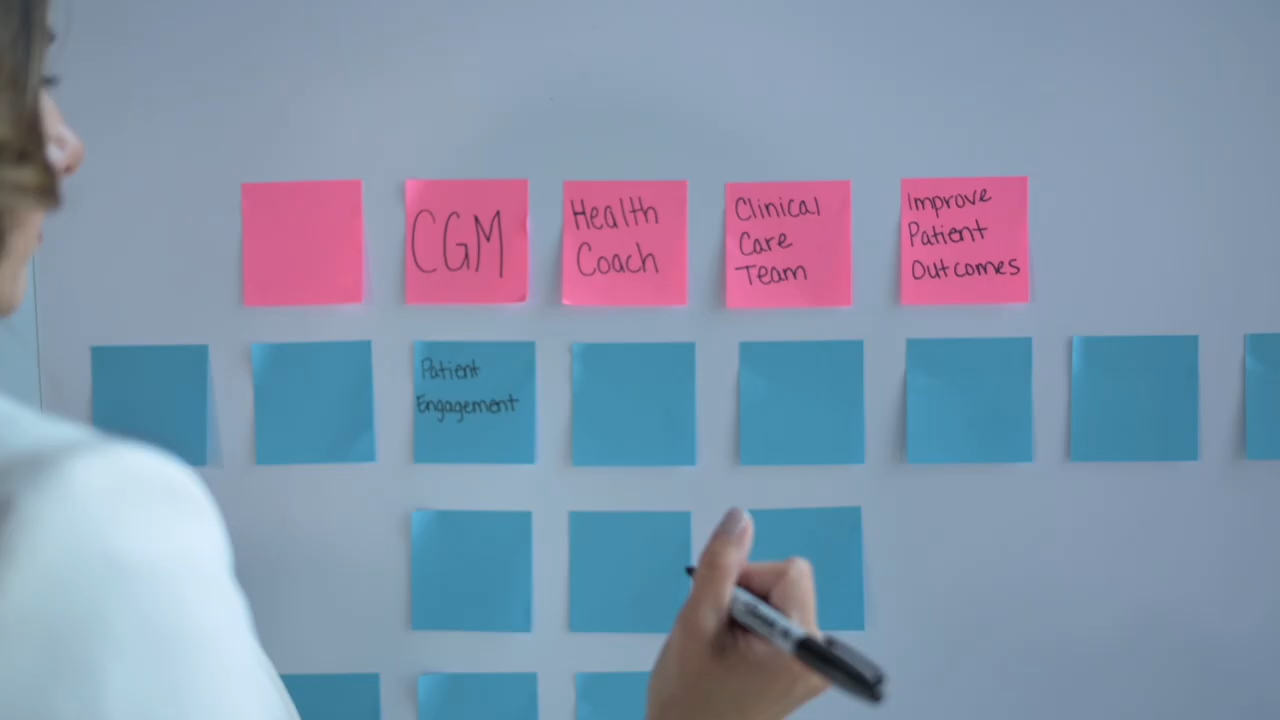 CGM
Health
Coach
Clinical
Care
Team
Improve
Patient
Outcomes
Patient
Engagement